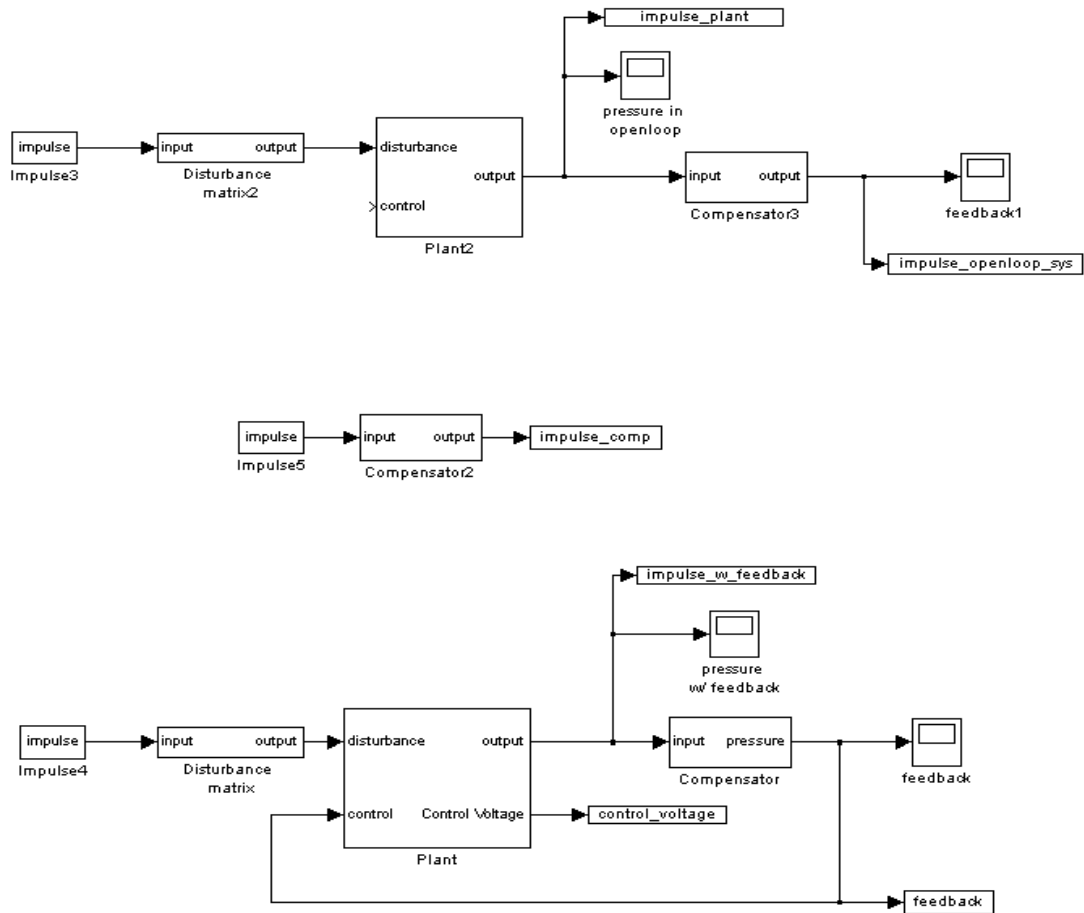 impulse_plant
pressure in
openloop
impulse
Impulse3
input output
Disturbance
matrix2
disturbance
output
control
Plant2
input output
Compensator3
feedback1
impulse_openloop_sys
impulse
Impulse5
input output
Compensator2
impulse_comp
impulse_w_feedback
pressure
w/ feedback
impulse
Impulse4
input output
Disturbance
matrix
disturbance output
control Control Voltage
Plant
control_voltage
input pressure
Compensator
feedback
feedback